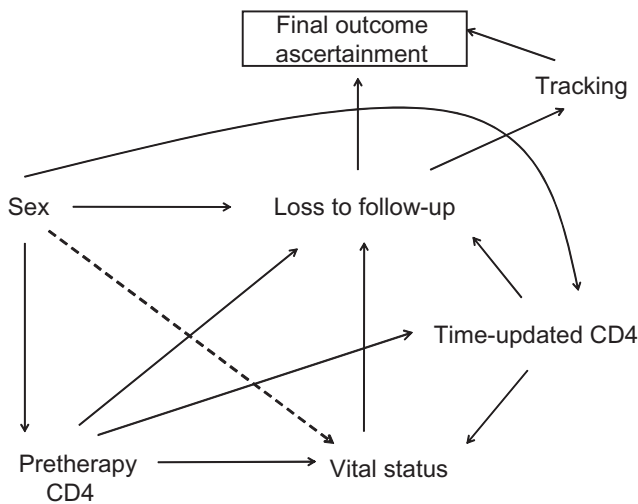 Final outcome
ascertainment
Tracking
Sex
Loss to follow-up
Time-updated CD4
Pretherapy
CD4
Vital status